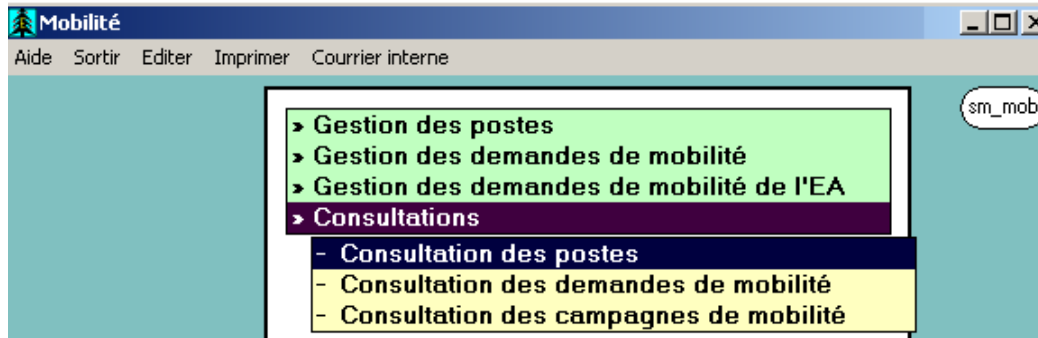 Mobilité
Aide Sortir Editer Imprimer Courrier interne
sm_mob
» Gestion des postes
» Gestion des demandes de mobilité
» Gestion des demandes de mobilité de l'EA
» Consultations
- Consultation des postes
- Consultation des demandes de mobilité
- Consultation des campagnes de mobilité